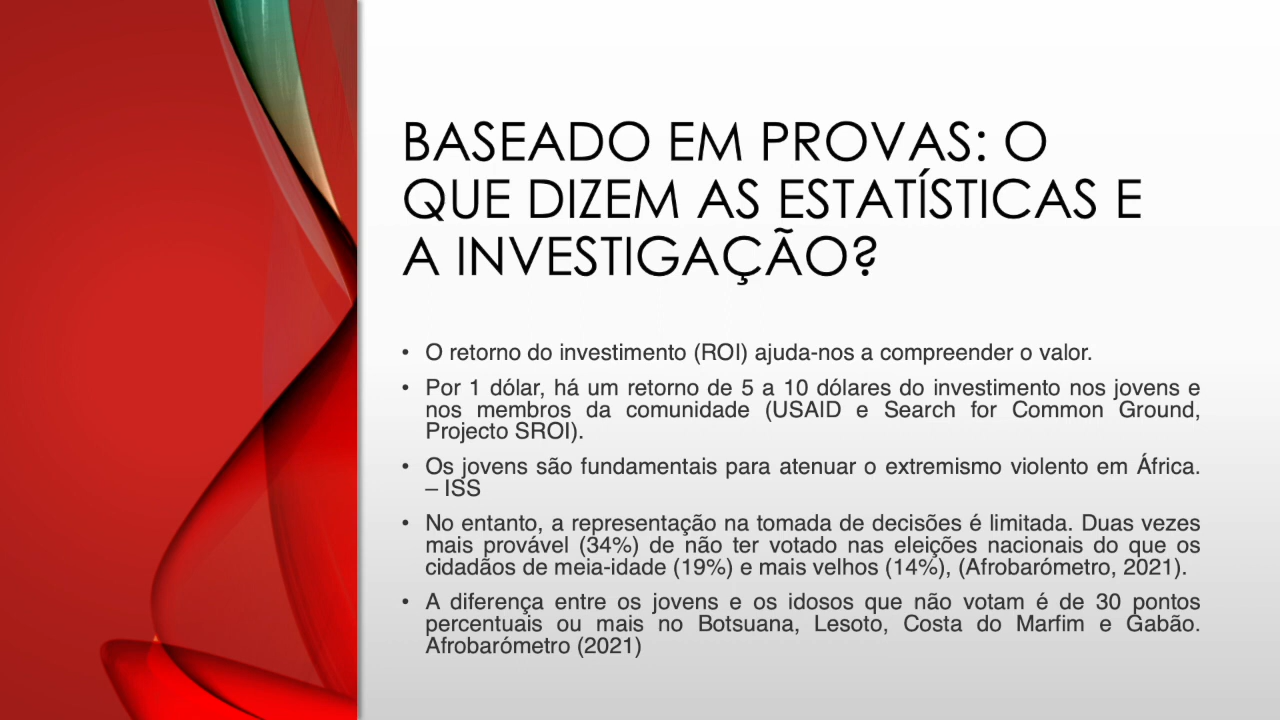 BASEADO EM PROVAS: O
QUE DIZEM AS ESTATÍSTICAS E
A INVESTIGAÇÃO?
• O retorno do investimento (ROI) ajuda-nos a compreender o valor.
• Por 1 dólar, há um retorno de 5 a 10 dólares do investimento nos jovens e
nos membros da comunidade (USAID e Search for Common Ground,
Projecto SROI).
• Os jovens são fundamentais para atenuar o extremismo violento em África.
– ISS
• No entanto, a representação na tomada de decisões é limitada. Duas vezes
mais provável (34%) de não ter votado nas eleições nacionais do que os
cidadãos de meia-idade (19%) e mais velhos (14%), (Afrobarómetro, 2021).
• A diferença entre os jovens e os idosos que não votam é de 30 pontos
percentuais ou mais no Botsuana, Lesoto, Costa do Marfim e Gabão.
Afrobarómetro (2021)